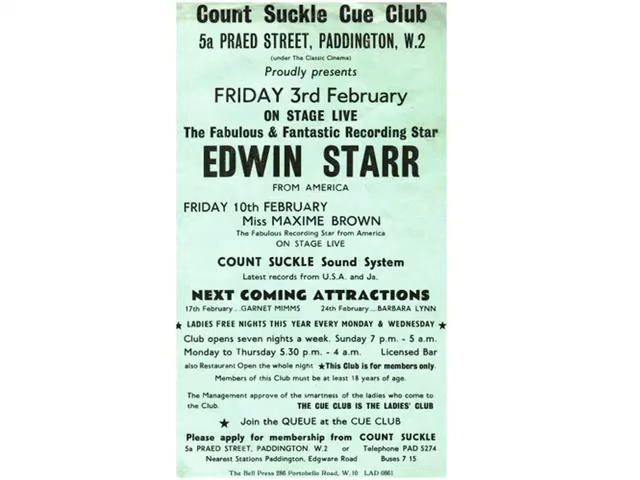 Count Suckle Cue Club
5a PRAED STREET, PADDINGTON, W.2
(under The Classic Cinema)
Proudly presents
FRIDAY 3rd February
ON STAGE LIVE
The Fabulous & Fantastic Recording Star
EDWIN STARR
FROM AMERICA
FRIDAY 10th FEBRUARY
Miss MAXIME BROWN
The Fabulous Recording Star from America
ON STAGE LIVE
COUNT SUCKLE Sound System
Latest records from U.S.A. and Ja.
NEXT COMING ATTRACTIONS
17th February... GARNET MIMMS 24th February.... BARBARA LYNN
★ LADIES FREE NIGHTS THIS YEAR EVERY MONDAY & WEDNESDAY ★
Club opens seven nights a week. Sunday 7 p.m. - 5 a.m.
Monday to Thursday 5.30 p.m. - 4 a.m. Licensed Bar
also Restaurant Open the whole night ★This Club is for members only.
Members of this Club must be at least 18 years of age.
The Management approve of the smartness of the ladies who come to
the Club. THE CUE CLUB IS THE LADIES' CLUB
★ Join the QUEUE at the CUE CLUB
Please apply for membership from COUNT SUCKLE
5a PRAED STREET, PADDINGTON. W.2 or Telephone PAD 5274
Nearest Stations Paddington, Edgware Road Buses 7 15
The Bell Press 286 Portobello Road, W.10 LAD 0861